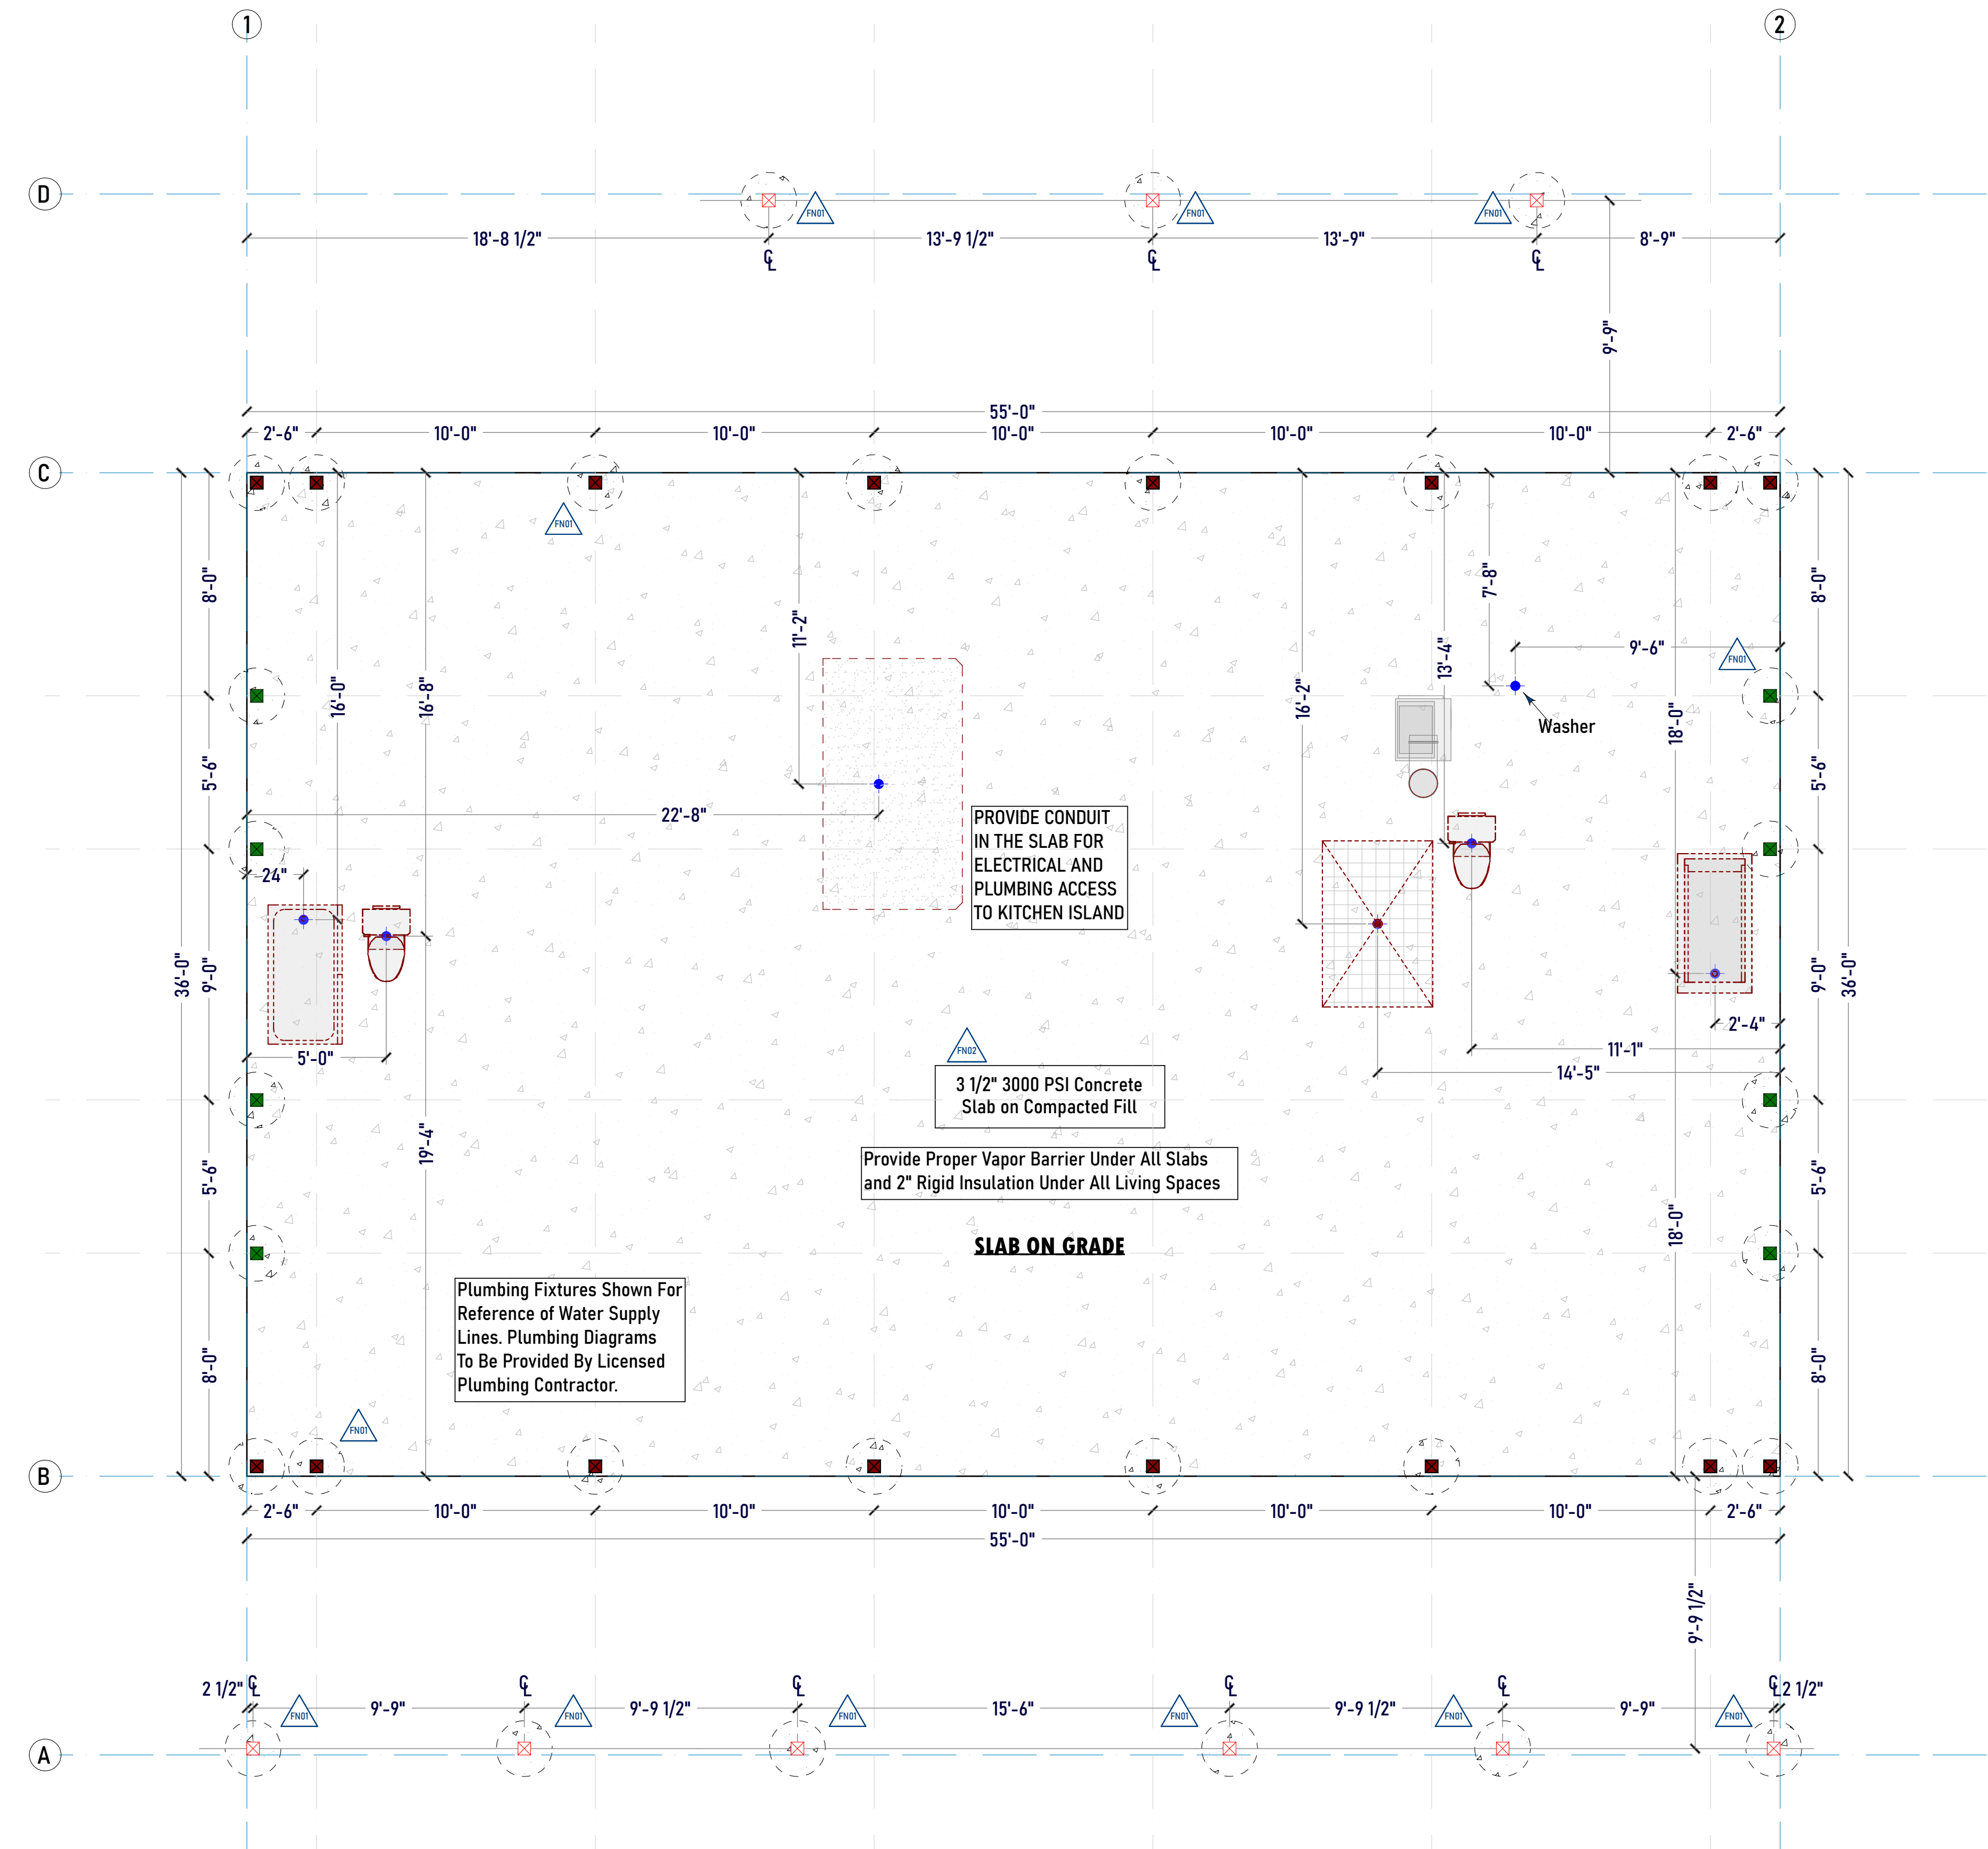 1
2
D
FN01
FN01
FN01
18'-8 1/2"
13'-9 1/2"
13'-9"
8'-9"
CL
CL
CL
9'-9"
55'-0"
2'-6"
10'-0"
10'-0"
10'-0"
10'-0"
10'-0"
2'-6"
C
FN01
8'-0"
16'-0"
16'-8"
11'-2"
16'-2"
13'-4"
7'-8"
9'-6"
FN01
18'-0"
8'-0"
Washer
5'-6"
22'-8"
5'-6"
PROVIDE CONDUIT
IN THE SLAB FOR
ELECTRICAL AND
PLUMBING ACCESS
TO KITCHEN ISLAND
24"
36'-0"
9'-0"
9'-0"
36'-0"
5'-0"
2'-4"
11'-1"
14'-5"
FN02
3 1/2" 3000 PSI Concrete
Slab on Compacted Fill
19'-4"
5'-6"
5'-6"
Provide Proper Vapor Barrier Under All Slabs
and 2" Rigid Insulation Under All Living Spaces
18'-0"
SLAB ON GRADE
Plumbing Fixtures Shown For
Reference of Water Supply
Lines. Plumbing Diagrams
To Be Provided By Licensed
Plumbing Contractor.
8'-0"
8'-0"
FN01
B
2'-6"
10'-0"
10'-0"
10'-0"
10'-0"
10'-0"
2'-6"
55'-0"
9'-9 1/2"
2 1/2"
CL
CL
CL
CL
CL
CL
2 1/2"
FN01
9'-9"
FN01
9'-9 1/2"
FN01
15'-6"
FN01
9'-9 1/2"
FN01
9'-9"
FN01
A